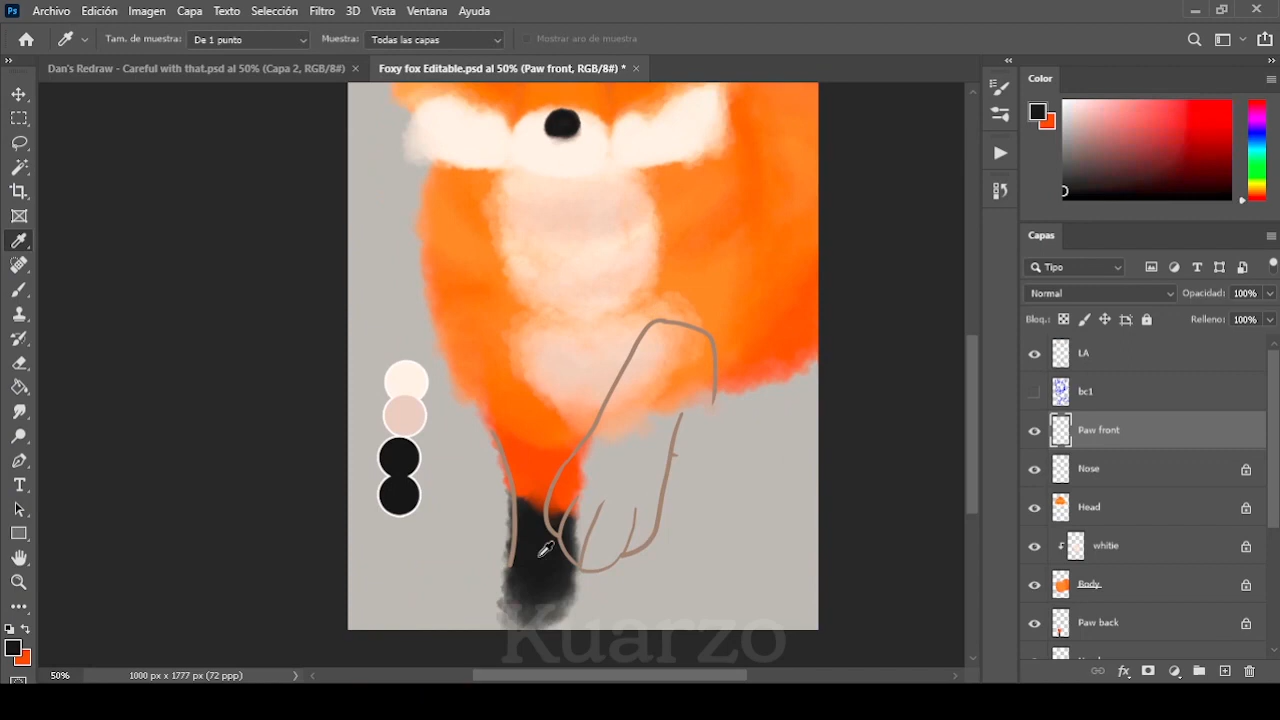 Ps Archivo Edición Imagen Capa Texto Selección Filtro 3D Vista Ventana Ayuda
Tam. de muestra: De 1 punto Muestra: Todas las capas Mostrar aro de muestra
Dan's Redraw - Careful with that.psd al 50% (Capa 2, RGB/8#) × Foxy fox Editable.psd al 50% (Paw front, RGB/8#) * ×
Color
Capas
Tipo
Normal Opacidad: 100%
Bloq.: Relleno: 100%
LA
bc1
Paw front
Nose
Head
whitie
Body
Paw back
Kuarzo
50% 1000 px x 1777 px (72 ppp)